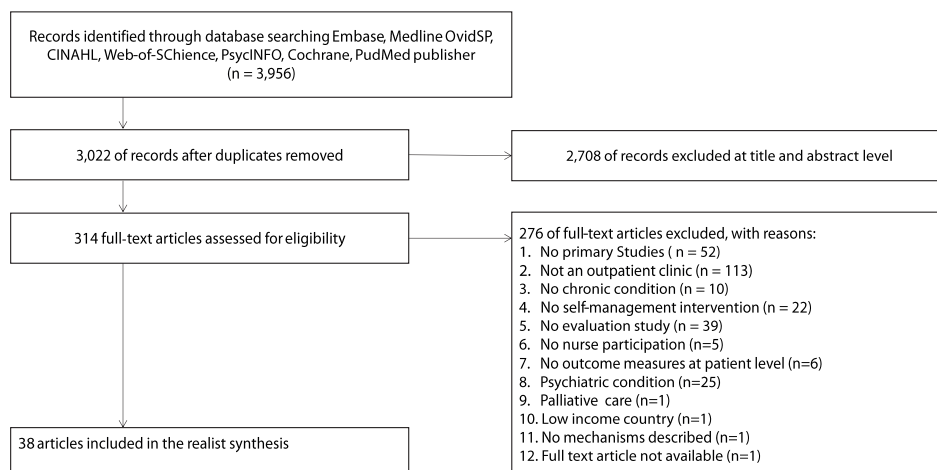 Records identified through database searching Embase, Medline OvidSP,
CINAHL, Web-of-SChience, PsycINFO, Cochrane, PudMed publisher
(n = 3,956)
3,022 of records after duplicates removed
2,708 of records excluded at title and abstract level
314 full-text articles assessed for eligibility
276 of full-text articles excluded, with reasons:
1. No primary Studies ( n = 52)
2. Not an outpatient clinic (n = 113)
3. No chronic condition (n = 10)
4. No self-management intervention (n = 22)
5. No evaluation study (n = 39)
6. No nurse participation (n=5)
7. No outcome measures at patient level (n=6)
8. Psychiatric condition (n=25)
9. Palliative care (n=1)
10. Low income country (n=1)
11. No mechanisms described (n=1)
12. Full text article not available (n=1)
38 articles included in the realist synthesis